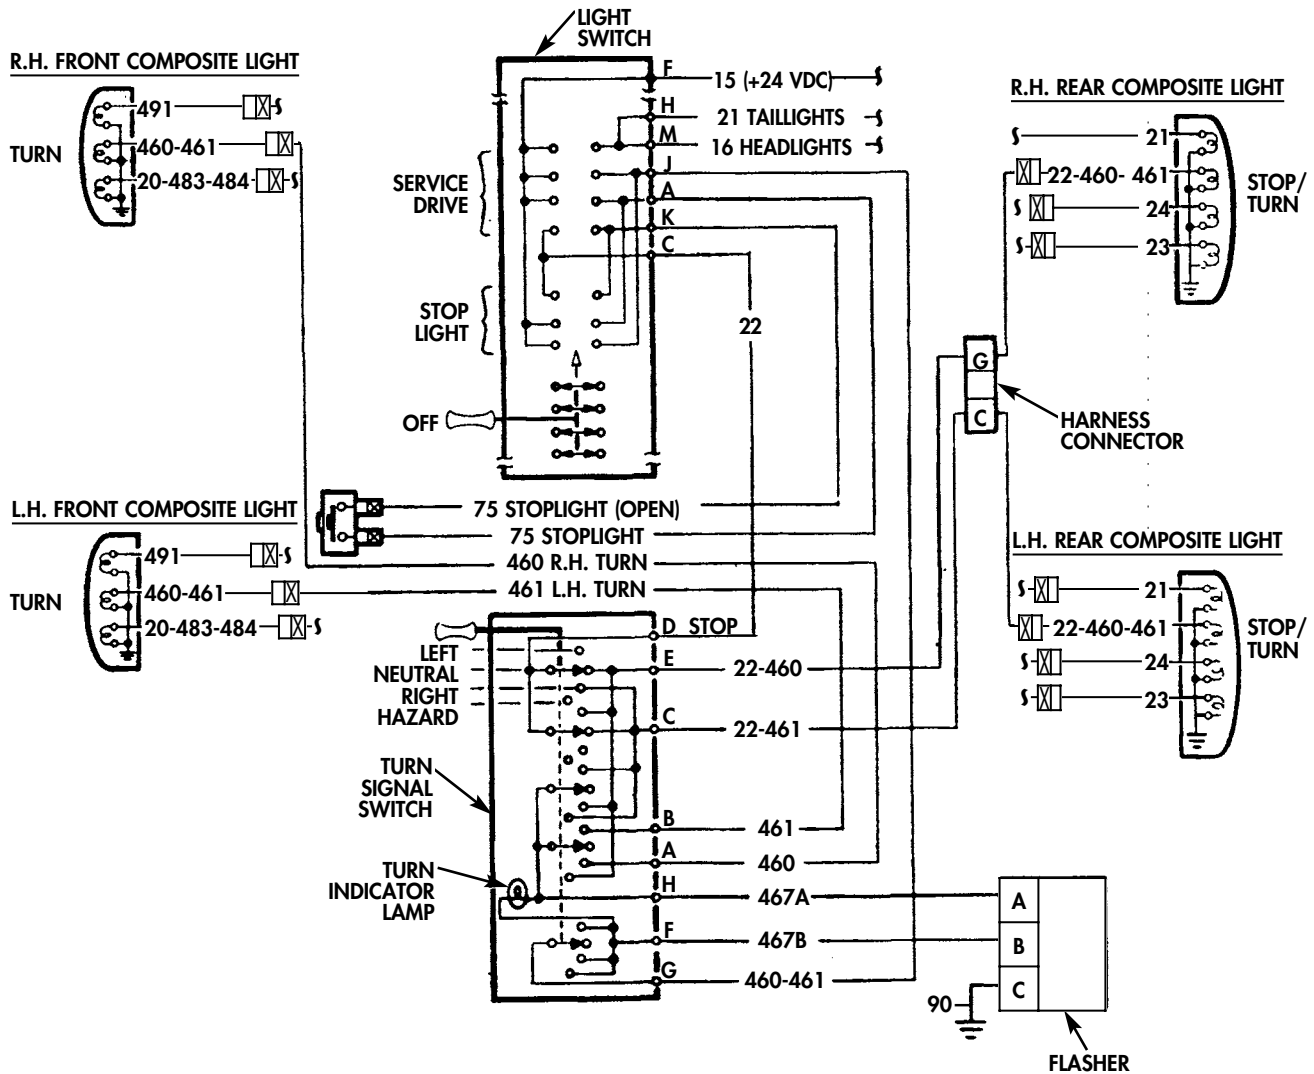 LIGHT
SWITCH
R.H. FRONT COMPOSITE LIGHT
491
460-461
20-483-484
TURN
F
15 (+24 VDC)
H
21 TAILLIGHTS
M
16 HEADLIGHTS
J
A
K
C
SERVICE
DRIVE
STOP
LIGHT
OFF
22
R.H. REAR COMPOSITE LIGHT
21
22-460- 461
24
23
STOP/
TURN
G
C
HARNESS
CONNECTOR
L.H. FRONT COMPOSITE LIGHT
491
460-461
20-483-484
TURN
75 STOPLIGHT (OPEN)
75 STOPLIGHT
460 R.H. TURN
461 L.H. TURN
L.H. REAR COMPOSITE LIGHT
21
22-460-461
24
23
STOP/
TURN
LEFT
NEUTRAL
RIGHT
HAZARD
D STOP
E
22-460
C
22-461
TURN
SIGNAL
SWITCH
B
461
A
460
TURN
INDICATOR
LAMP
H
467A
F
467B
G
460-461
A
B
C
90
FLASHER